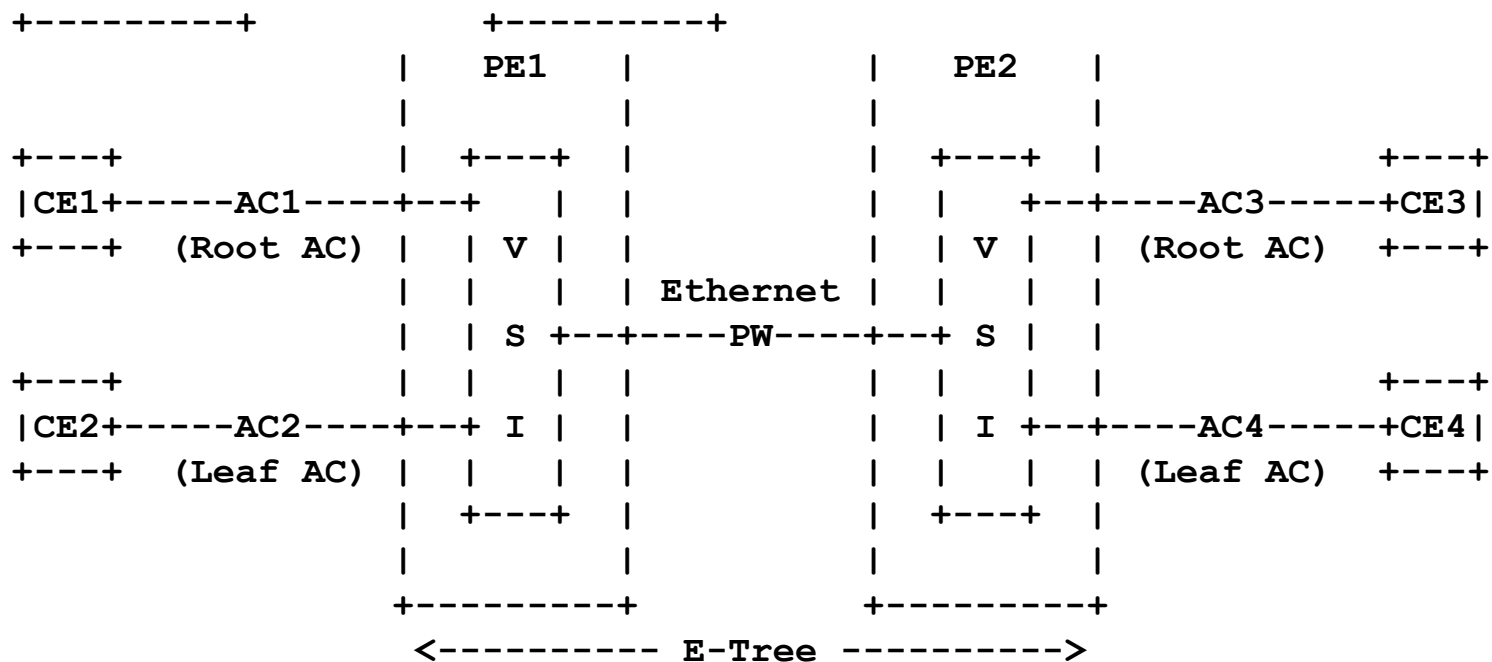 +---------+          +---------+
                 |   PE1   |          |   PE2   |
                 |         |          |         |
+---+            |  +---+  |          |  +---+  |            +---+
|CE1+-----AC1----+--+   |  |          |  |   +--+----AC3-----+CE3|
+---+  (Root AC) |  | V |  |          |  | V |  | (Root AC)  +---+
                 |  |   |  | Ethernet |  |   |  |
                 |  | S +--+----PW----+--+ S |  |
+---+            |  |   |  |          |  |   |  |            +---+
|CE2+-----AC2----+--+ I |  |          |  | I +--+----AC4-----+CE4|
+---+  (Leaf AC) |  |   |  |          |  |   |  | (Leaf AC)  +---+
                 |  +---+  |          |  +---+  |
                 |         |          |         |
                 +---------+          +---------+
                  <---------- E-Tree ---------->